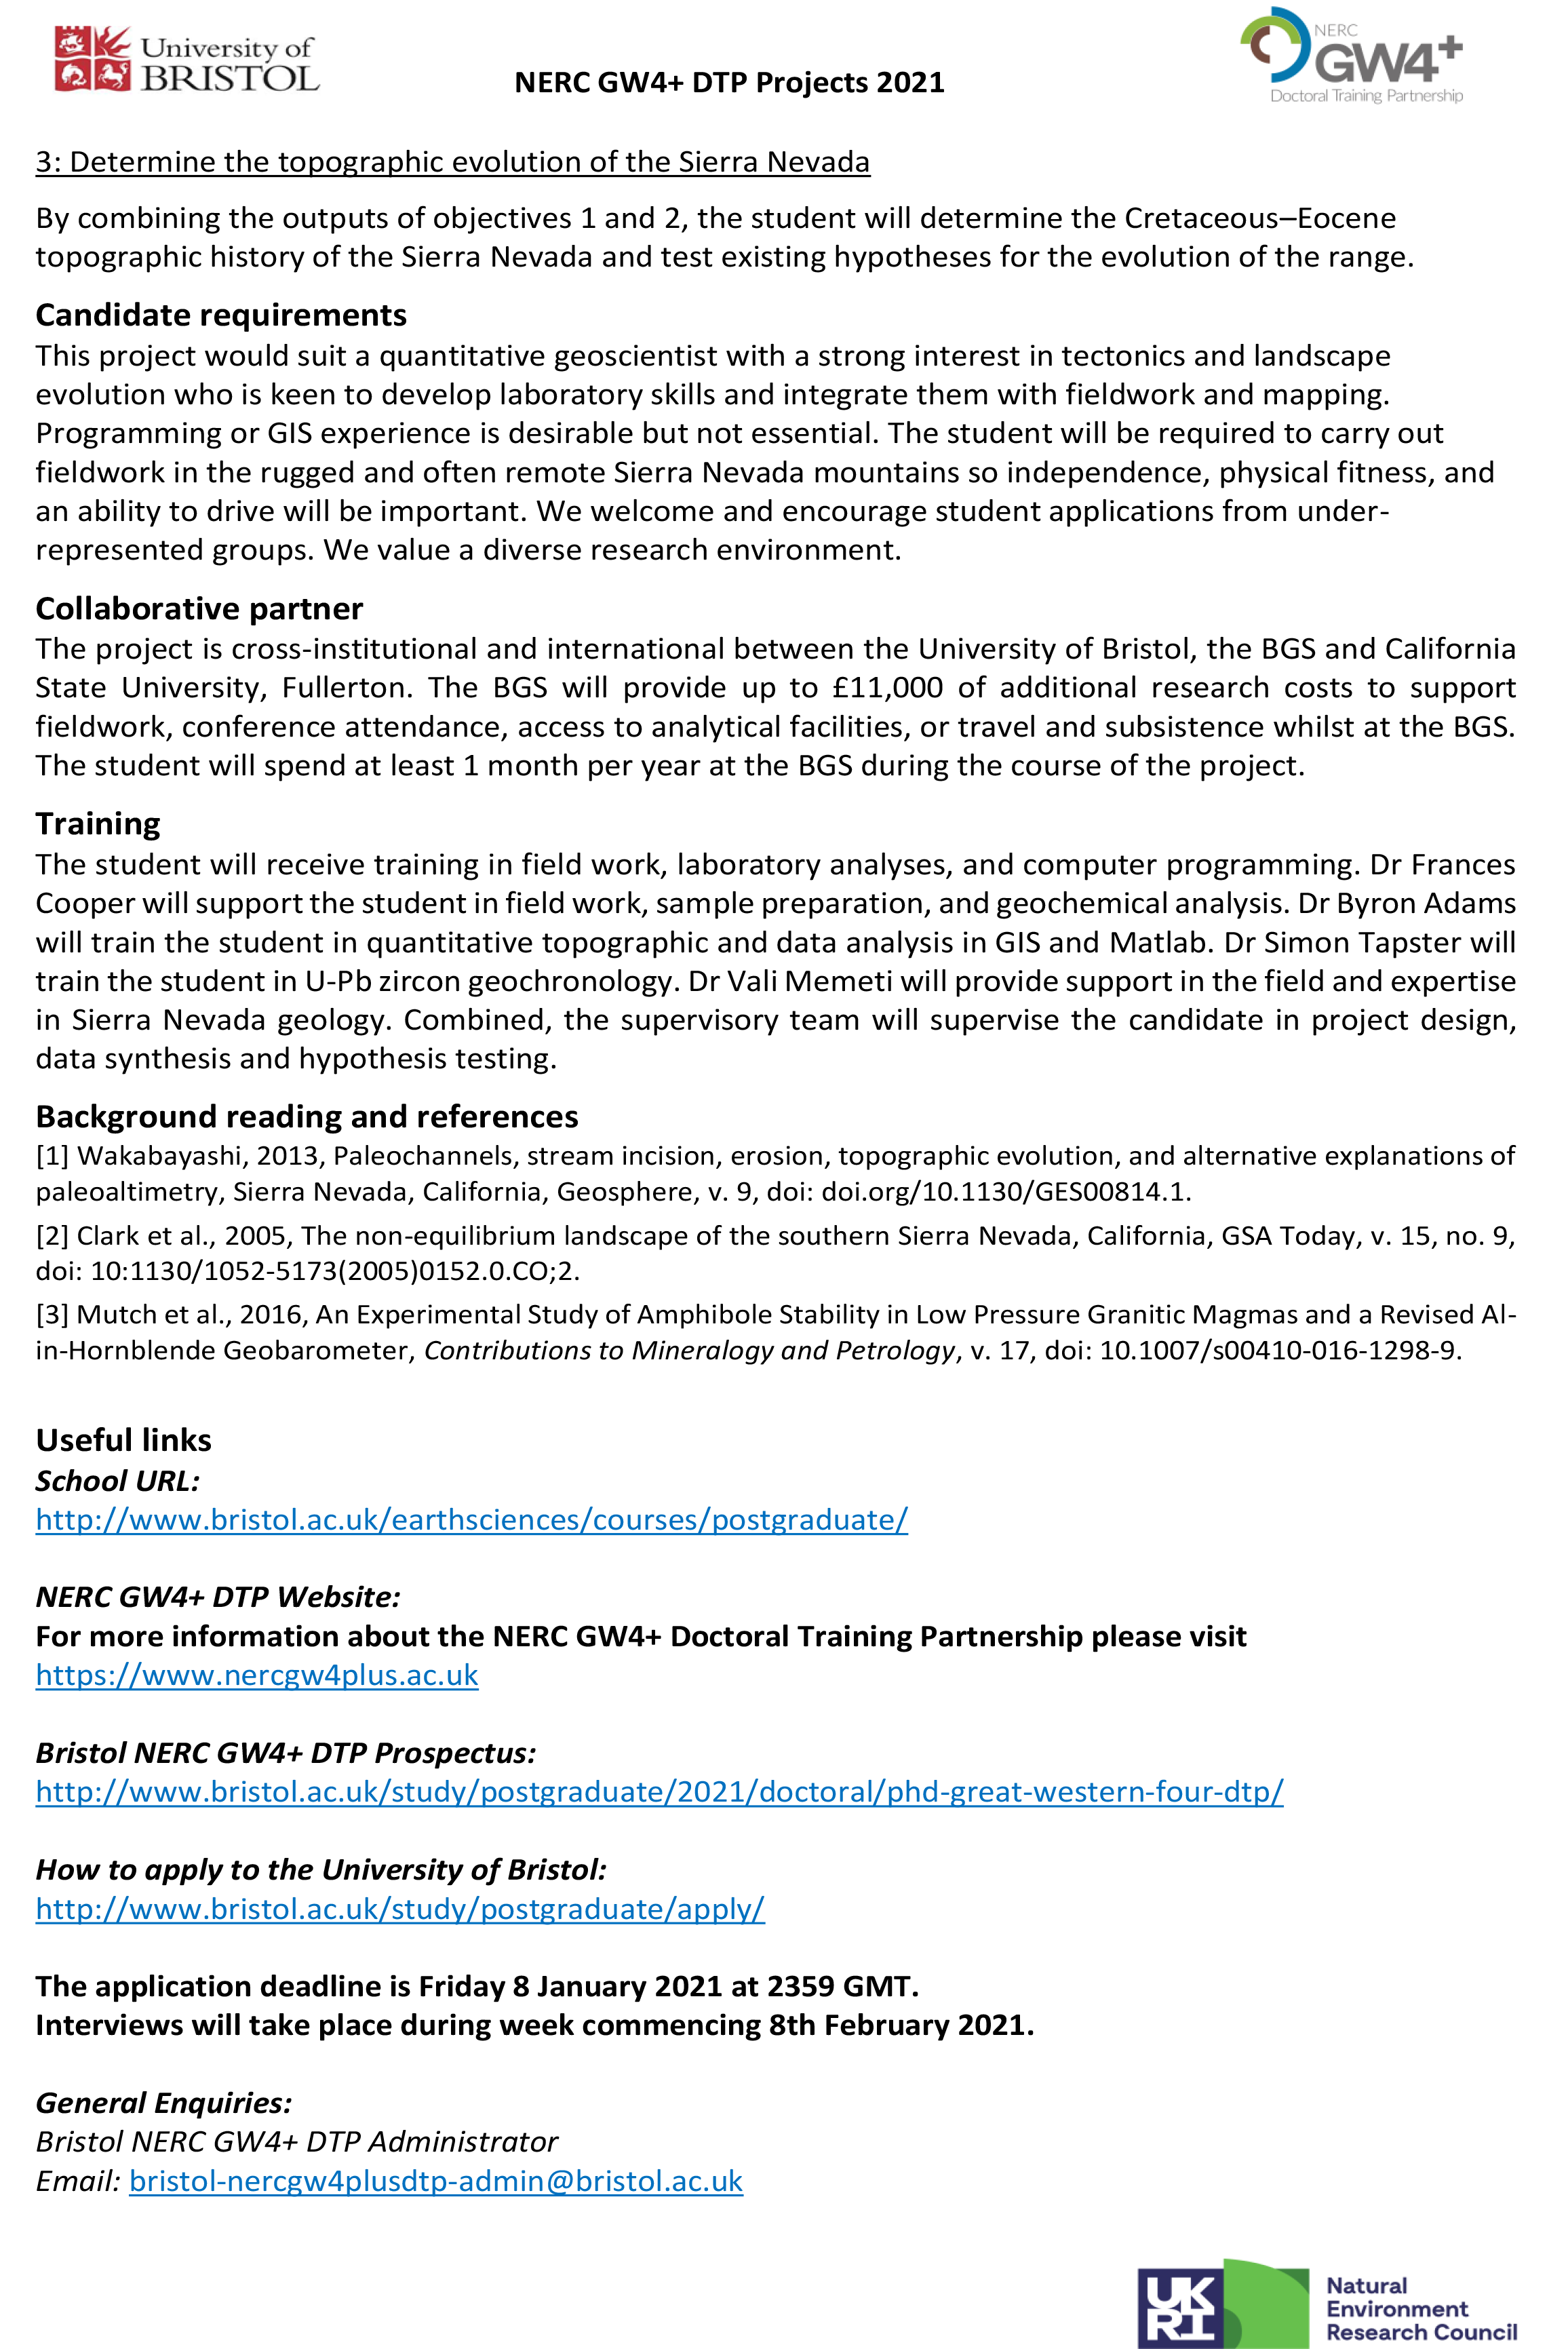 University of
BRISTOL
NERC GW4+ DTP Projects 2021
NERC
GW4+
Doctoral Training Partnership
3: Determine the topographic evolution of the Sierra Nevada
By combining the outputs of objectives 1 and 2, the student will determine the Cretaceous–Eocene
topographic history of the Sierra Nevada and test existing hypotheses for the evolution of the range.
Candidate requirements
This project would suit a quantitative geoscientist with a strong interest in tectonics and landscape
evolution who is keen to develop laboratory skills and integrate them with fieldwork and mapping.
Programming or GIS experience is desirable but not essential. The student will be required to carry out
fieldwork in the rugged and often remote Sierra Nevada mountains so independence, physical fitness, and
an ability to drive will be important. We welcome and encourage student applications from under-
represented groups. We value a diverse research environment.
Collaborative partner
The project is cross-institutional and international between the University of Bristol, the BGS and California
State University, Fullerton. The BGS will provide up to £11,000 of additional research costs to support
fieldwork, conference attendance, access to analytical facilities, or travel and subsistence whilst at the BGS.
The student will spend at least 1 month per year at the BGS during the course of the project.
Training
The student will receive training in field work, laboratory analyses, and computer programming. Dr Frances
Cooper will support the student in field work, sample preparation, and geochemical analysis. Dr Byron Adams
will train the student in quantitative topographic and data analysis in GIS and Matlab. Dr Simon Tapster will
train the student in U-Pb zircon geochronology. Dr Vali Memeti will provide support in the field and expertise
in Sierra Nevada geology. Combined, the supervisory team will supervise the candidate in project design,
data synthesis and hypothesis testing.
Background reading and references
[1] Wakabayashi, 2013, Paleochannels, stream incision, erosion, topographic evolution, and alternative explanations of
paleoaltimetry, Sierra Nevada, California, Geosphere, v. 9, doi: doi.org/10.1130/GES00814.1.
[2] Clark et al., 2005, The non-equilibrium landscape of the southern Sierra Nevada, California, GSA Today, v. 15, no. 9,
doi: 10:1130/1052-5173(2005)0152.0.CO;2.
[3] Mutch et al., 2016, An Experimental Study of Amphibole Stability in Low Pressure Granitic Magmas and a Revised Al-
in-Hornblende Geobarometer, Contributions to Mineralogy and Petrology, v. 17, doi: 10.1007/s00410-016-1298-9.
Useful links
School URL:
http://www.bristol.ac.uk/earthsciences/courses/postgraduate/
NERC GW4+ DTP Website:
For more information about the NERC GW4+ Doctoral Training Partnership please visit
https://www.nercgw4plus.ac.uk
Bristol NERC GW4+ DTP Prospectus:
http://www.bristol.ac.uk/study/postgraduate/2021/doctoral/phd-great-western-four-dtp/
How to apply to the University of Bristol:
http://www.bristol.ac.uk/study/postgraduate/apply/
The application deadline is Friday 8 January 2021 at 2359 GMT.
Interviews will take place during week commencing 8th February 2021.
General Enquiries:
Bristol NERC GW4+ DTP Administrator
Email: bristol-nercgw4plusdtp-admin@bristol.ac.uk
UK
RI
Natural
Environment
Research Council